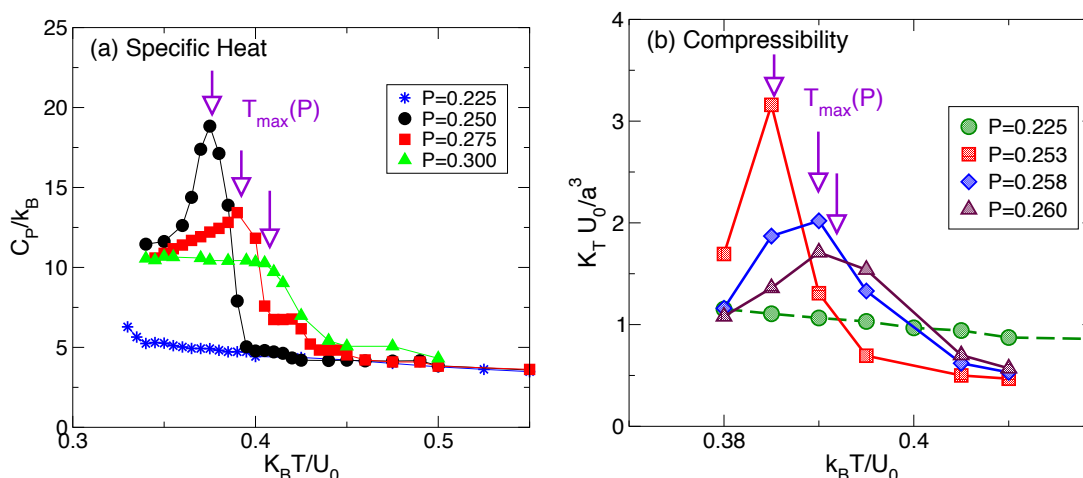 (a) Specific Heat
25
20
15
10
5
0
C_P/k_B
0.3
0.4
0.5
K_BT/U_0
T_max(P)
P=0.225
P=0.250
P=0.275
P=0.300
(b) Compressibility
4
3
2
1
0
K_T U_0/a^3
0.38
0.4
k_BT/U_0
T_max(P)
P=0.225
P=0.253
P=0.258
P=0.260